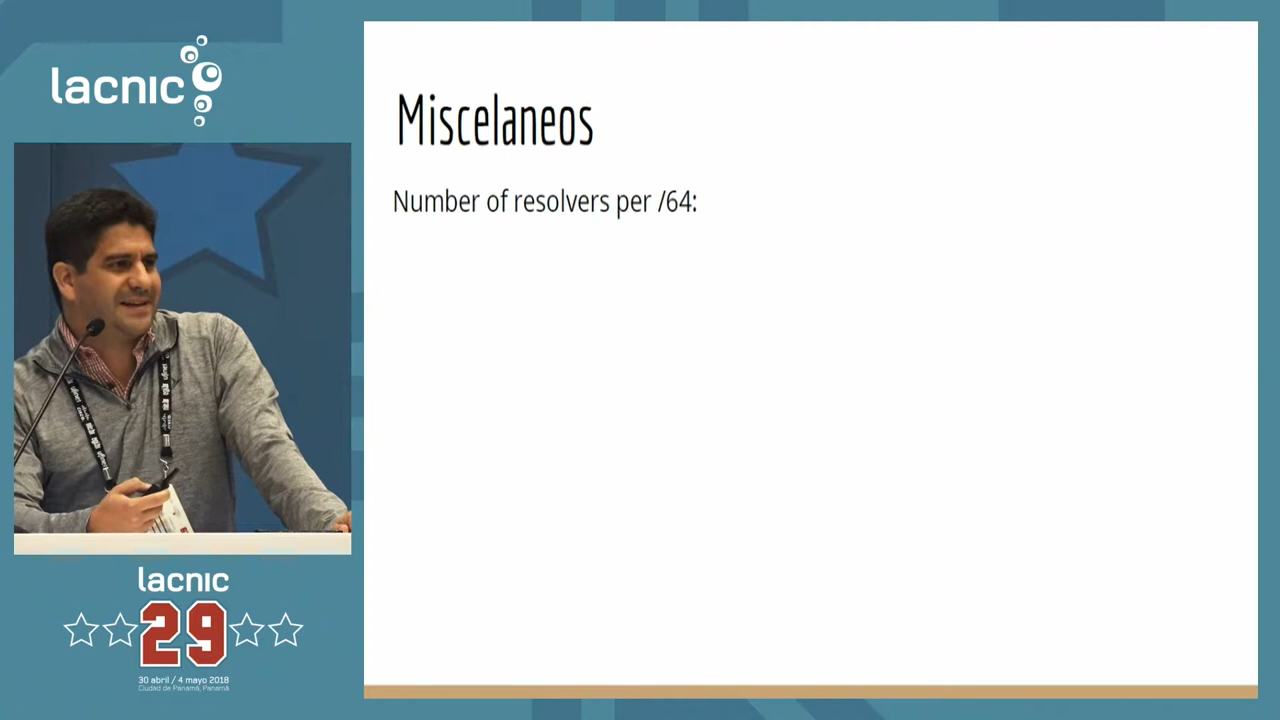 lacnic
Miscelaneos
Number of resolvers per /64:
lacnic
29
30 abril / 4 mayo 2018
Ciudad de Panamá, Panamá